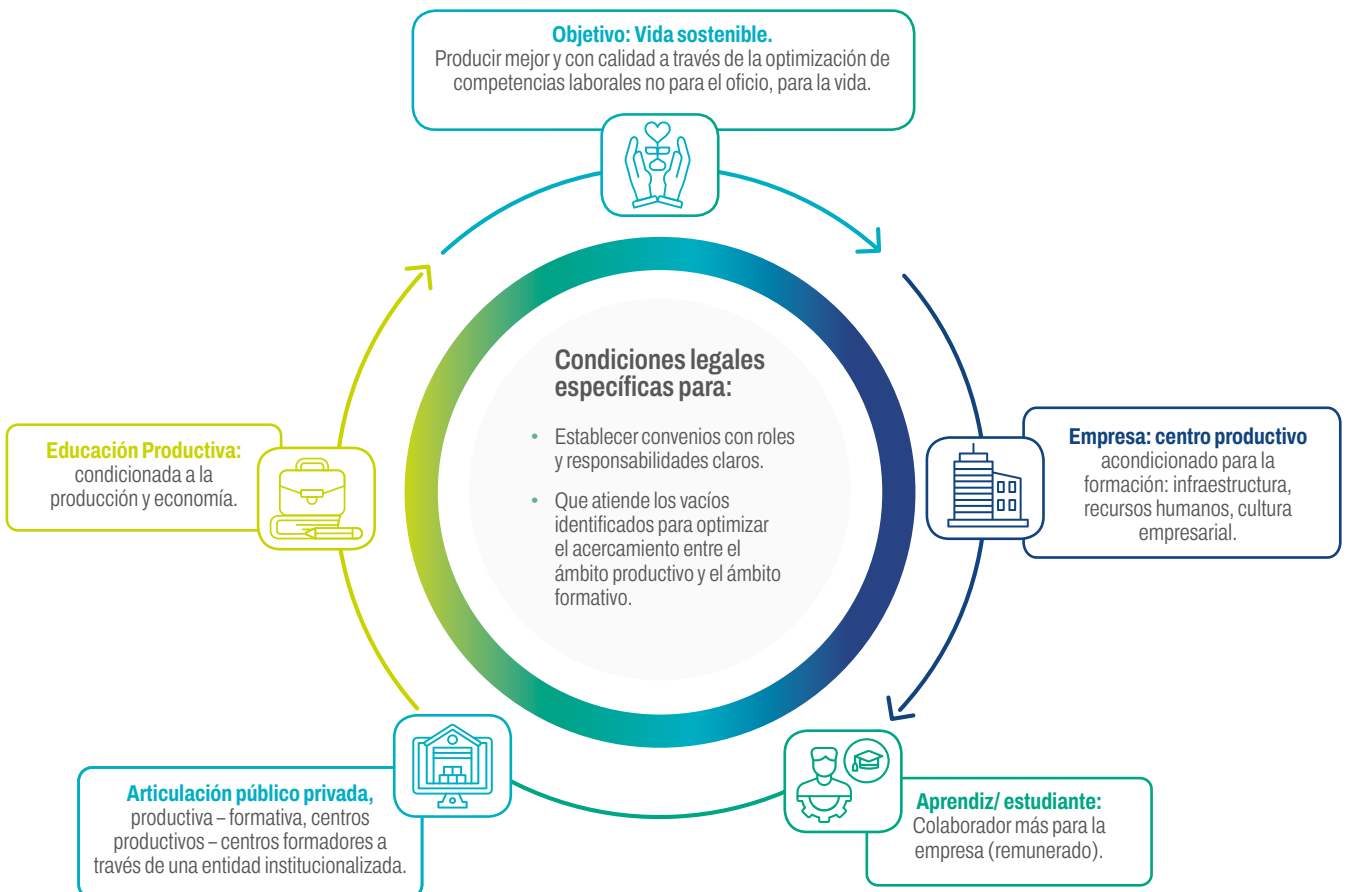 Objetivo: Vida sostenible.
Producir mejor y con calidad a través de la optimización de
competencias laborales no para el oficio, para la vida.
Condiciones legales
específicas para:
• Establecer convenios con roles
y responsabilidades claros.
• Que atiende los vacíos
identificados para optimizar
el acercamiento entre el
ámbito productivo y el ámbito
formativo.
Educación Productiva:
condicionada a la
producción y economía.
Empresa: centro productivo
acondicionado para la
formación: infraestructura,
recursos humanos, cultura
empresarial.
Articulación público privada,
productiva – formativa, centros
productivos – centros formadores a
través de una entidad institucionalizada.
Aprendiz/ estudiante:
Colaborador más para la
empresa (remunerado).